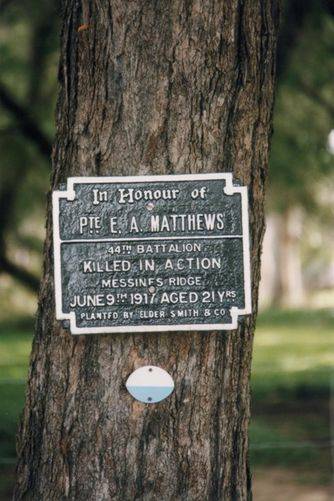 In Honour of
PTE E. A. MATTHEWS
44TH BATTALION
KILLED IN ACTION
MESSINES RIDGE
JUNE 9TH 1917 AGED 21 YRS
PLANTED BY ELDER SMITH & CO